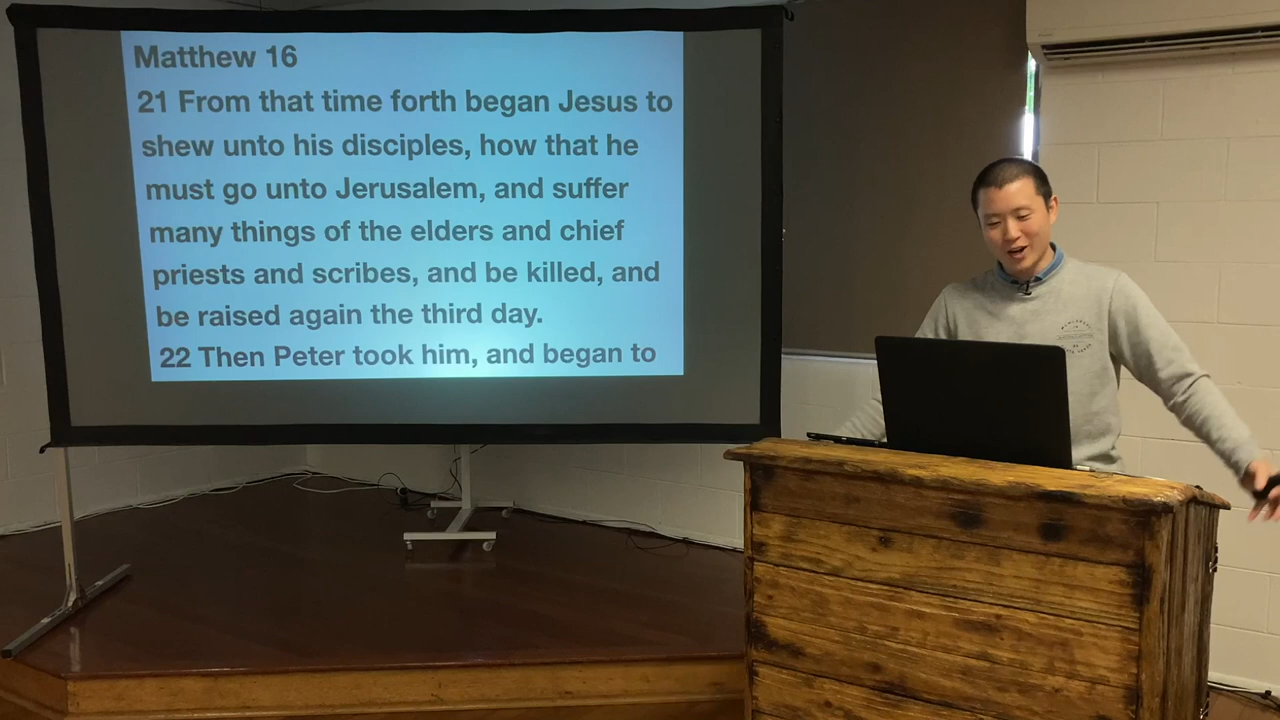 Matthew 16
21 From that time forth began Jesus to
shew unto his disciples, how that he
must go unto Jerusalem, and suffer
many things of the elders and chief
priests and scribes, and be killed, and
be raised again the third day.
22 Then Peter took him, and began to